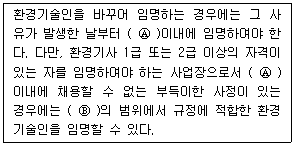 환경기술인을 바꾸어 임명하는 경우에는 그 사
유가 발생한 날부터 ( Ⓐ )이내에 임명하여야 한
다. 다만, 환경기사 1급 또는 2급 이상의 자격이
있는 자를 임명하여야 하는 사업장으로서 ( Ⓐ )
이내에 채용할 수 없는 부득이한 사정이 있는
경우에는 ( Ⓑ )의 범위에서 규정에 적합한 환경
기술인을 임명할 수 있다.